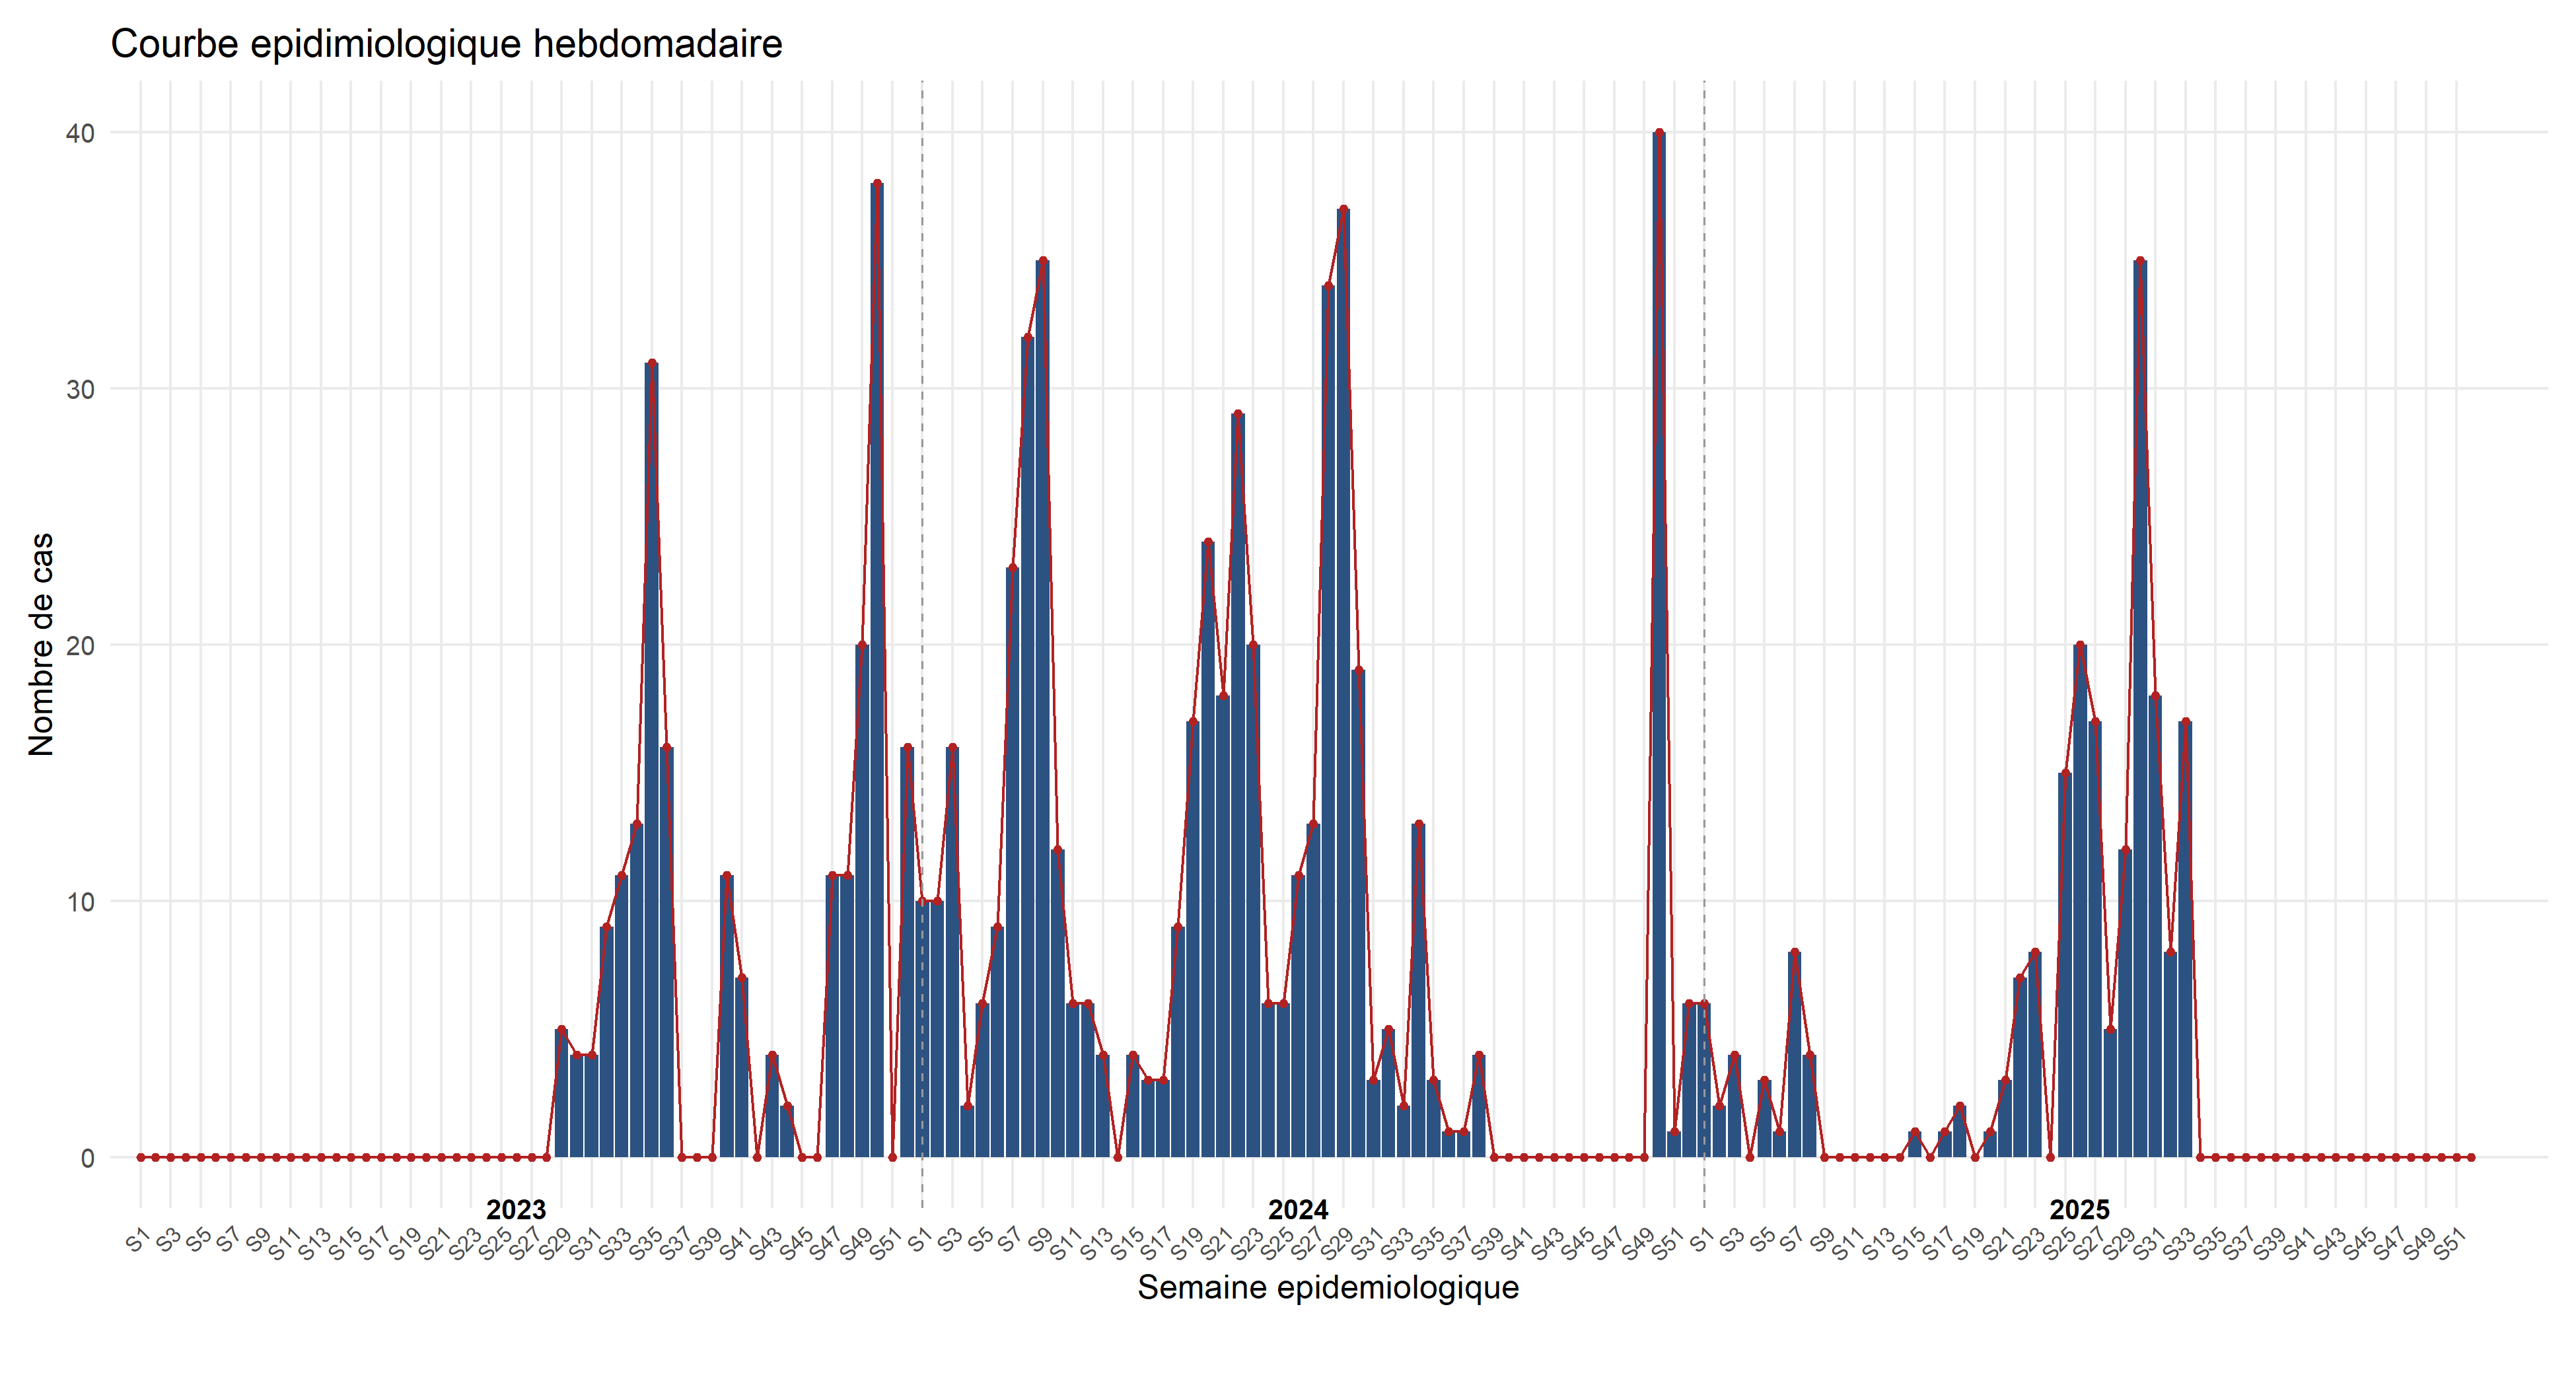 Courbe epidimiologique hebdomadaire
Nombre de cas
40
30
20
10
0
2023 2024 2025
S1 S3 S5 S7 S9 S11 S13 S15 S17 S19 S21 S23 S25 S27 S29 S31 S33 S35 S37 S39 S41 S43 S45 S47 S49 S51 S1 S3 S5 S7 S9 S11 S13 S15 S17 S19 S21 S23 S25 S27 S29 S31 S33 S35 S37 S39 S41 S43 S45 S47 S49 S51 S1 S3 S5 S7 S9 S11 S13 S15 S17 S19 S21 S23 S25 S27 S29 S31 S33 S35 S37 S39 S41 S43 S45 S47 S49 S51
Semaine epidemiologique